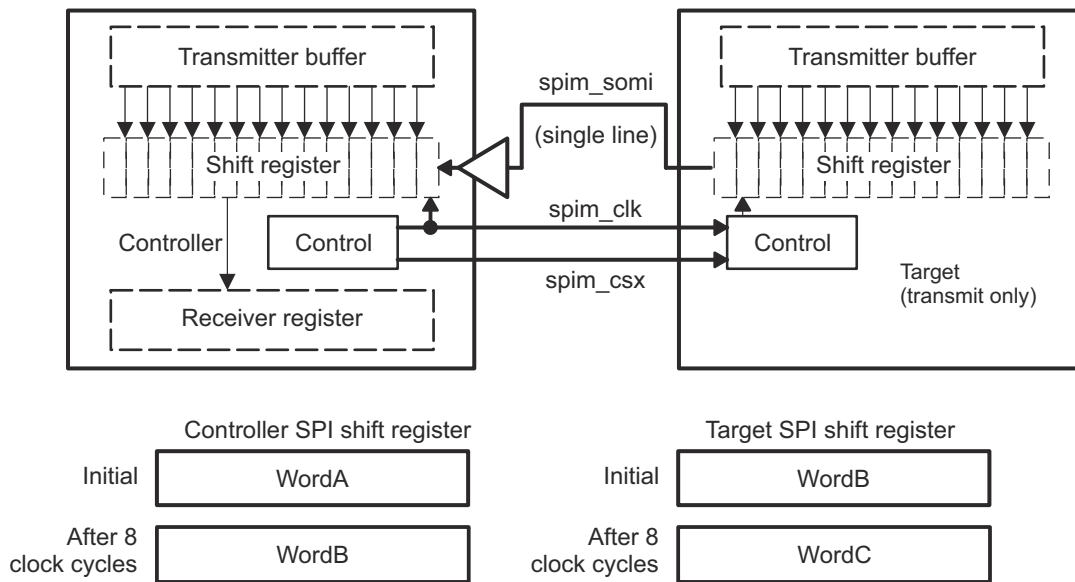 Transmitter buffer
Transmitter buffer
spim_somi
(single line)
Shift register
Shift register
spim_clk
Controller
Control
Control
spim_csx
Target
(transmit only)
Receiver register
Controller SPI shift register
Target SPI shift register
Initial
WordA
Initial
WordB
After 8
clock cycles
WordB
After 8
clock cycles
WordC